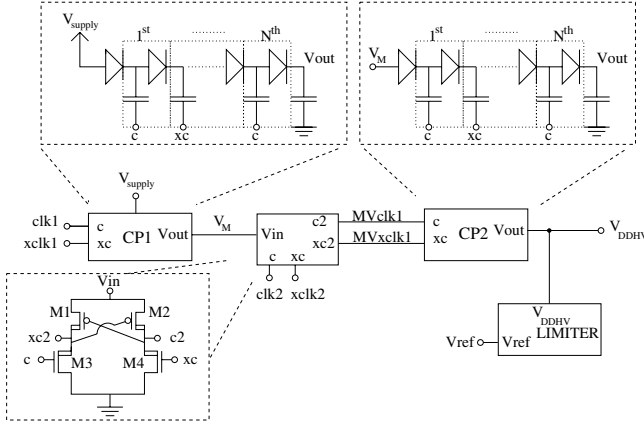 Vsupply
1st ........ Nth
Vout
c xc c
VM
1st ........ Nth
Vout
c xc c
Vsupply
clk1
xclk1
c
xc
CP1
Vout
VM
Vin
c2
xc2
c xc
clk2 xclk2
MVclk1
MVxclk1
c
xc
CP2
Vout
VDDHV
Vin
M1 M2
xc2 c2
c M3 M4 xc
VDDHV
LIMITER
Vref Vref